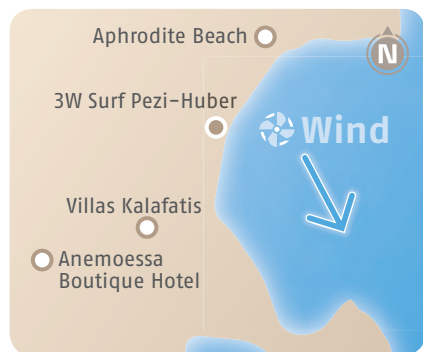 Aphrodite Beach
N
3W Surf Pezi-Huber
Wind
Villas Kalafatis
Anemoessa
Boutique Hotel